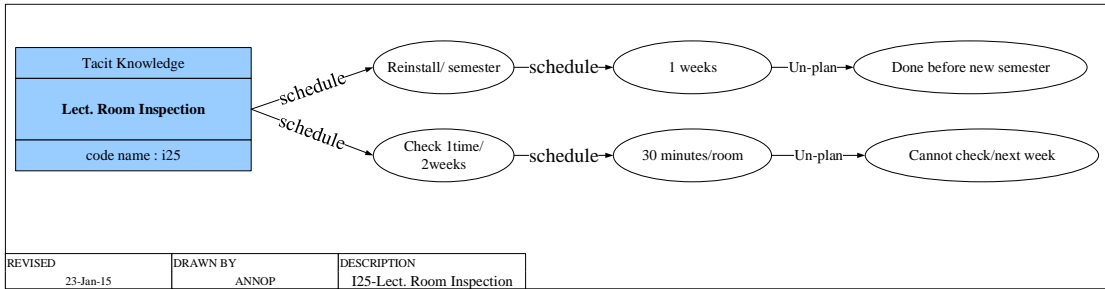 Tacit Knowledge
Lect. Room Inspection
code name : i25
schedule
Reinstall/ semester
schedule
1 weeks
Un-plan
Done before new semester
schedule
Check 1time/
2weeks
schedule
30 minutes/room
Un-plan
Cannot check/next week
REVISED
23-Jan-15
DRAWN BY
ANNOP
DESCRIPTION
I25-Lect. Room Inspection